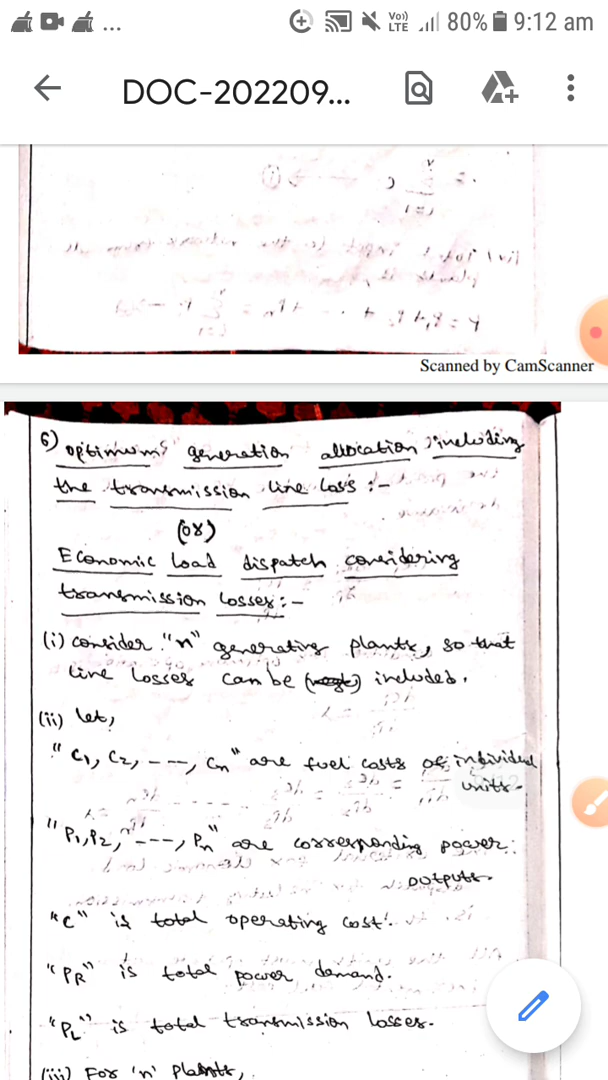 ... Vo)) LTE 80% 9:12 am
DOC-202209...
Scanned by CamScanner
6) optimum generation allocation including
the transmission line loss :-
(or)
Economic Load dispatch considering
transmission losses :-
(i) consider "n" generating plants, so that
line losses can be included.
(ii) let,
"C1, C2, ---, Cn" are fuel costs of individual
units.
"P1, P2, ---, Pn" are corresponding power
outputs.
"C" is total operating cost.
"PR" is total power demand.
"PL" is total transmission losses.
(iii) For 'n' plants,